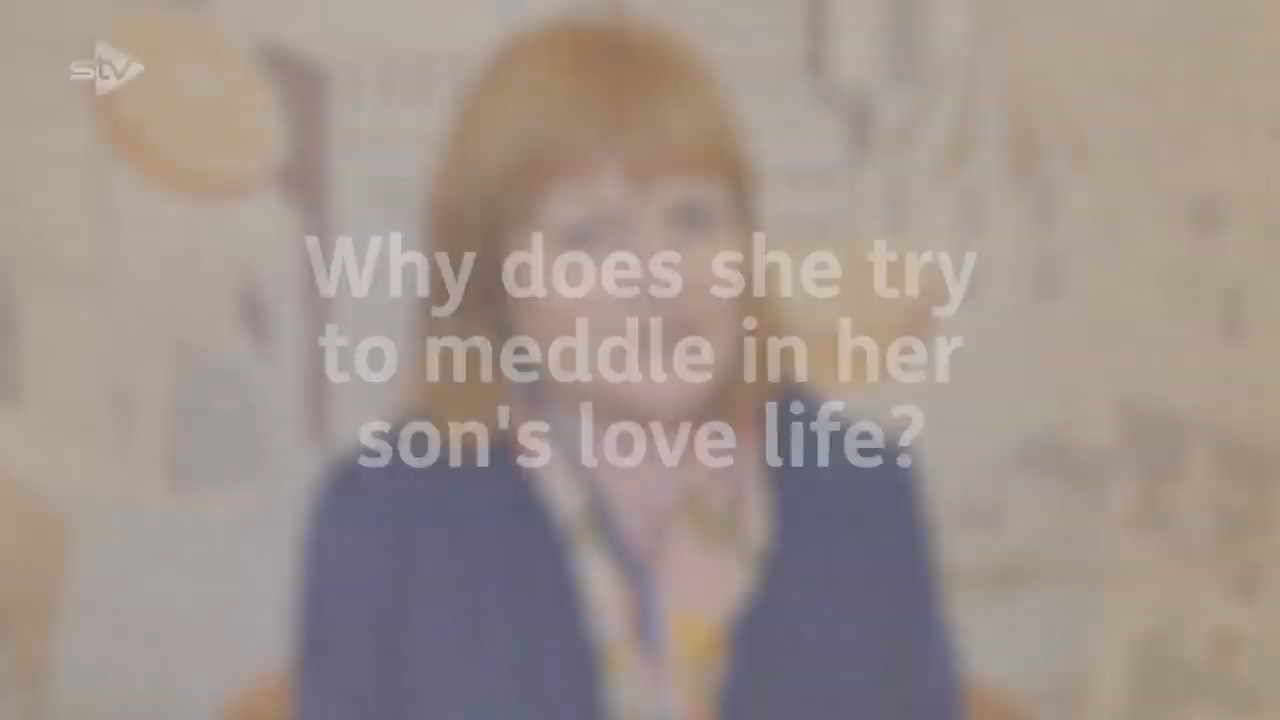 stv
Why does she try
to meddle in her
son's love life?